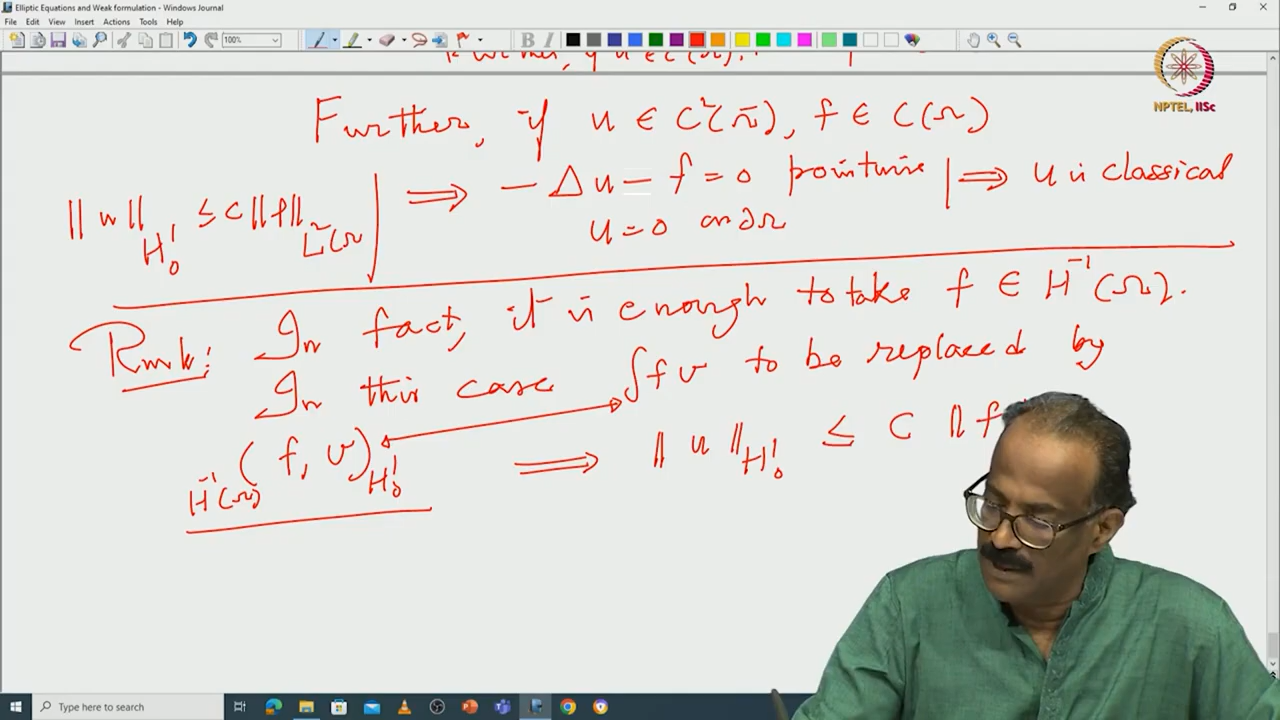 Elliptic Equations and Weak formulation - Windows Journal
File Edit View Insert Actions Tools Help
100%
NPTEL, IISc
Further, if u ∈ C²(Ω̄), f ∈ C(Ω)
‖u‖_{H¹₀} ≤ C‖f‖_{L²(Ω)} | ⟹ −Δu − f = 0 pointwise | ⟹ u is classical
u = 0 on ∂Ω
Rmk: In fact, it is enough to take f ∈ H⁻¹(Ω).
In this case ∫fv to be replaced by
_{H⁻¹(Ω)}(f, v)_{H¹₀} ⟹ ‖u‖_{H¹₀} ≤ C ‖f
Type here to search